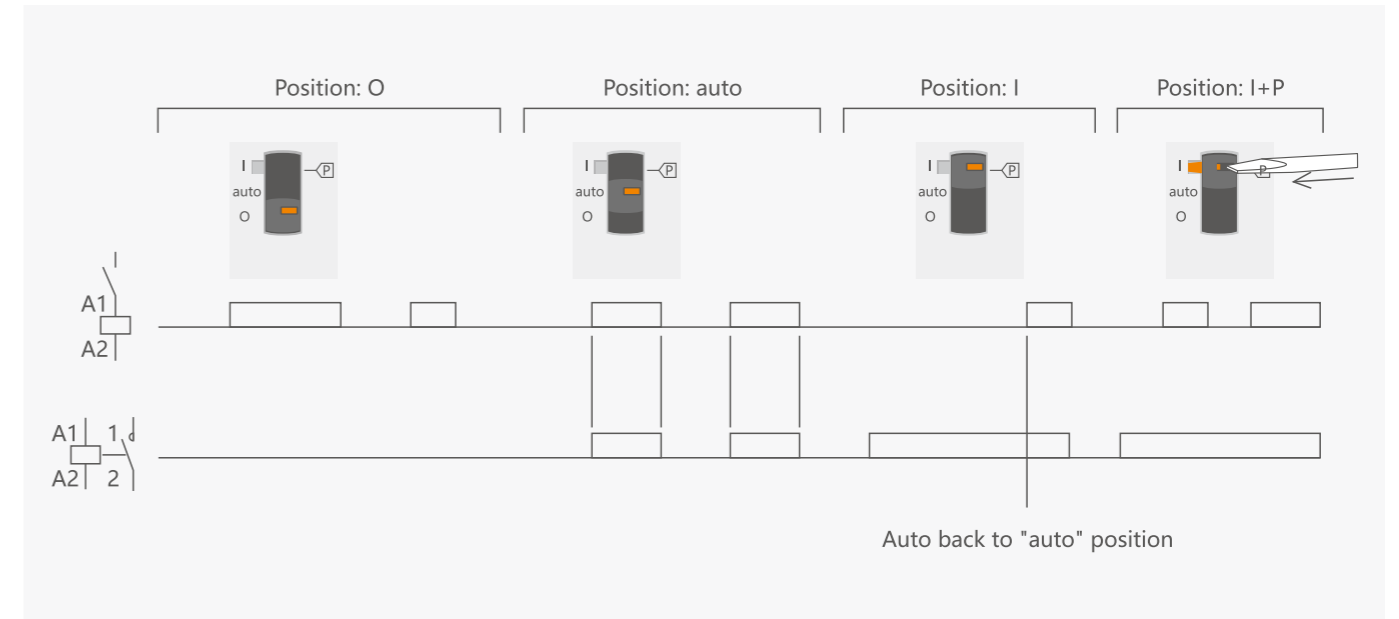 Position: O
Position: auto
Position: I
Position: I+P
I
P
auto
O
I
P
auto
O
I
P
auto
O
I
P
auto
O
A1
A2
A1
1
A2
2
Auto back to "auto" position